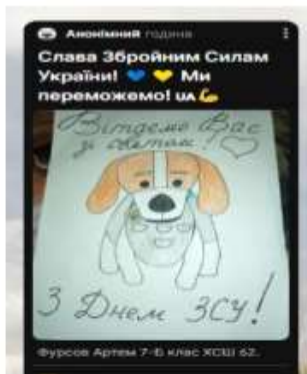 Анонімний година
Слава Збройним Силам
України! 💙 💛 Ми
переможемо! 🇺🇦💪
Вітаємо Вас
зі святом!
З Днем ЗСУ!
Фурсов Артем 7-Б клас ХСШ 62.